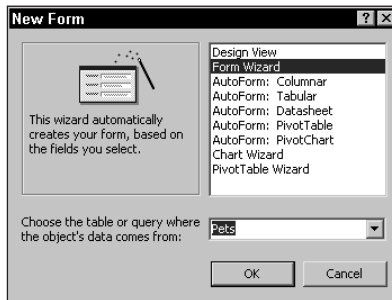 New Form
This wizard automatically
creates your form, based on
the fields you select.
Design View
Form Wizard
AutoForm: Columnar
AutoForm: Tabular
AutoForm: Datasheet
AutoForm: PivotTable
AutoForm: PivotChart
Chart Wizard
PivotTable Wizard
Choose the table or query where
the object's data comes from:
Pets
OK
Cancel